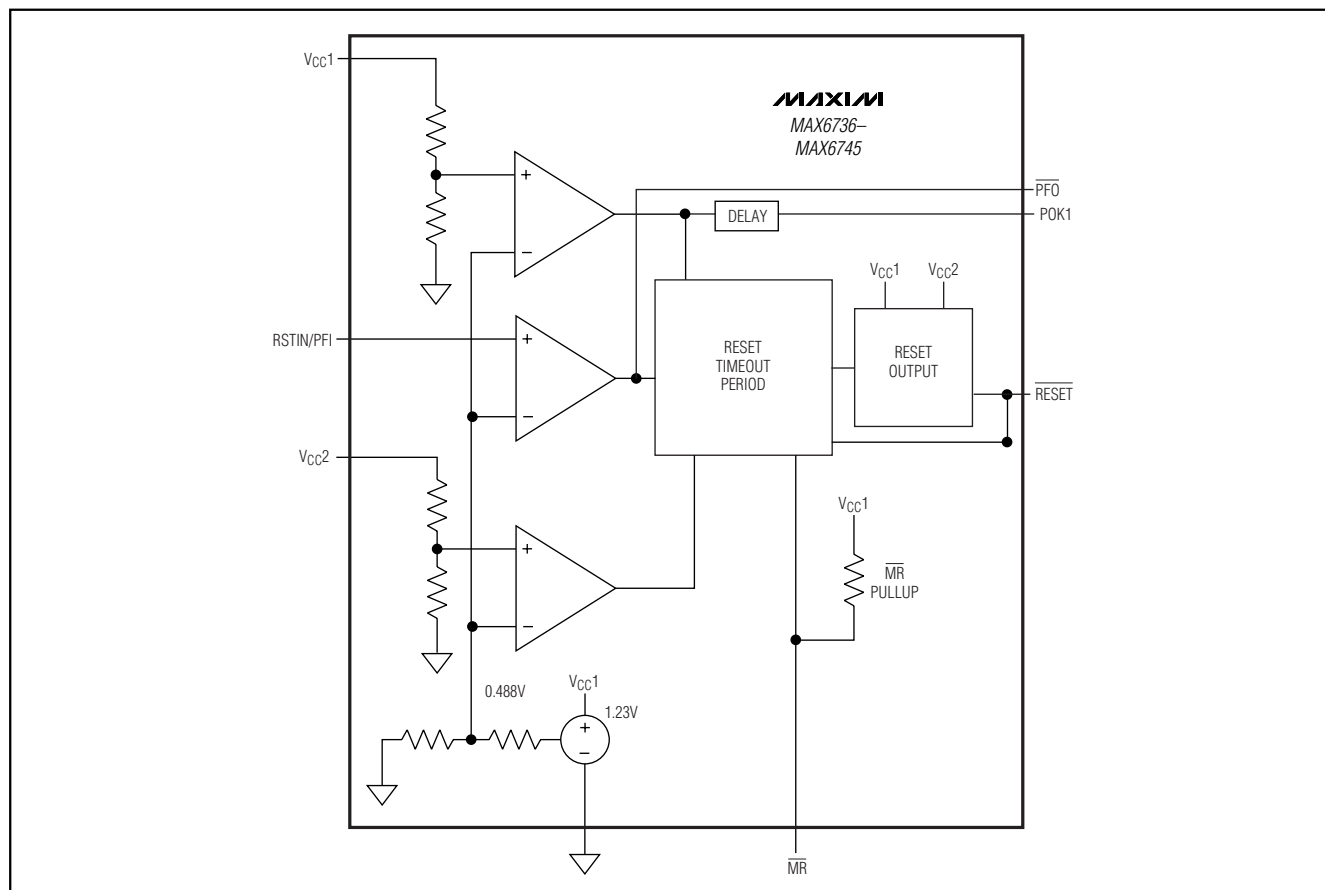 VCC1
MAXIM
MAX6736–
MAX6745
+
−
PFO
DELAY
POK1
VCC1
VCC2
RSTIN/PFI
+
−
RESET
TIMEOUT
PERIOD
RESET
OUTPUT
RESET
VCC2
+
−
VCC1
MR
PULLUP
0.488V
VCC1
1.23V
+
−
MR